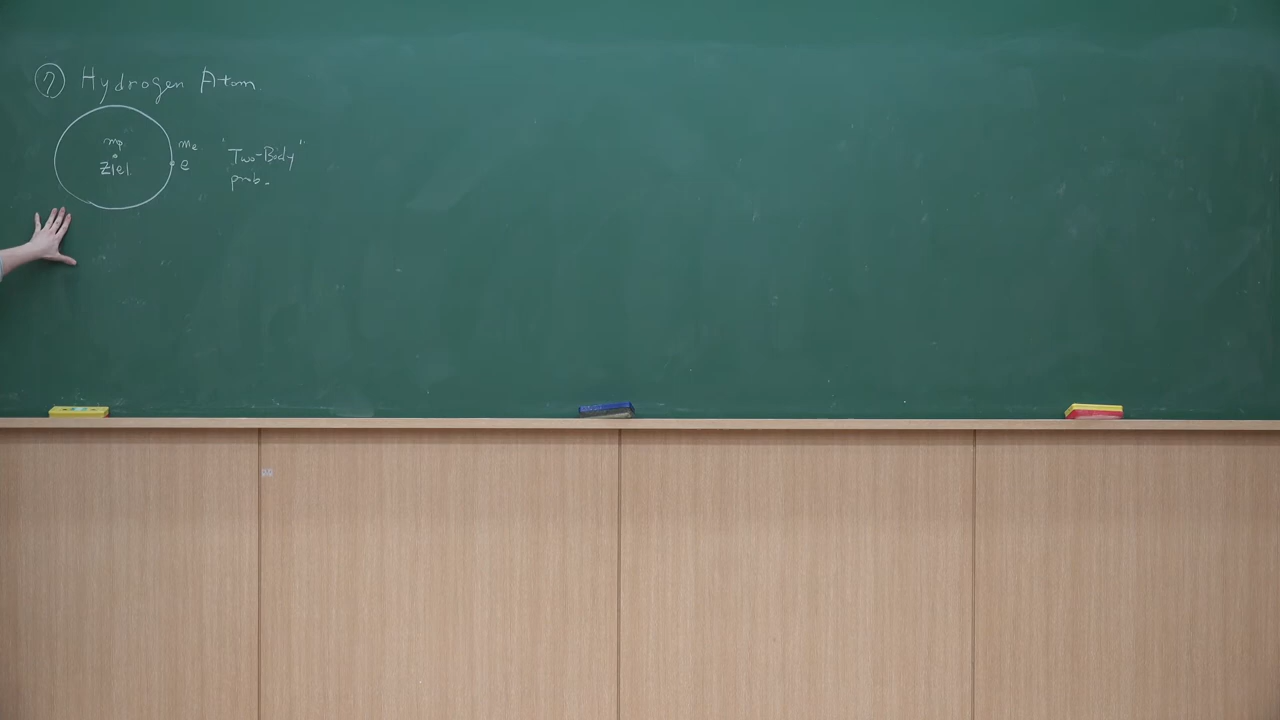 ⑦ Hydrogen Atom
mp
Z|e|
me
e
"Two-Body"
prob.